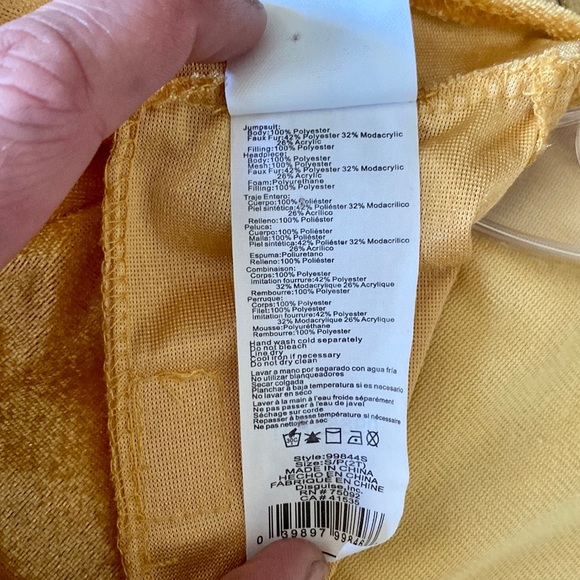 Jumpsuit:
Body:100% Polyester
Faux Fur:42% Polyester 32% Modacrylic
26% Acrylic
Filling:100% Polyester
Headpiece:
Body:100% Polyester
Mesh:100% Polyester
Faux Fur:42% Polyester 32% Modacrylic
26% Acrylic
Foam:Polyurethane
Filling:100% Polyester
Traje Entero:
Cuerpo:100% Poliéster
Piel sintética:42% Poliéster 32% Modacrílico
26% Acrílico
Relleno:100% Poliéster
Peluca:
Cuerpo:100% Poliéster
Malla:100% Poliéster
Piel sintética:42% Poliéster 32% Modacrílico
26% Acrílico
Espuma:Poliuretano
Relleno:100% Poliéster
Combinaison:
Corps:100% Polyester
Imitation fourrure:42% Polyester
32% Modacrylique 26% Acrylique
Rembourre:100% Polyester
Perruque:
Corps:100% Polyester
Filet:100% Polyester
Imitation fourrure:42% Polyester
32% Modacrylique 26% Acrylique
Mousse:Polyuréthane
Rembourre:100% Polyester
Hand wash cold separately
Do not bleach
Line dry
Cool iron if necessary
Do not dry clean
Lavar a mano por separado con agua fria
No utilizar blanqueadores
Secar colgada
Planchar a baja temperatura si es necesario
No lavar en seco
Laver à la main à l'eau froide séparément
Ne pas passer à l'eau de javel
Séchage sur corde
Repasser à basse température si nécessaire
Ne pas nettoyer à sec
Style:99844S
Size:S/P(2T)
MADE IN CHINA
HECHO EN CHINA
FABRIQUE EN CHINE
Disguise,Inc.
RN# 75092
CA# 41535
0 39897 99846